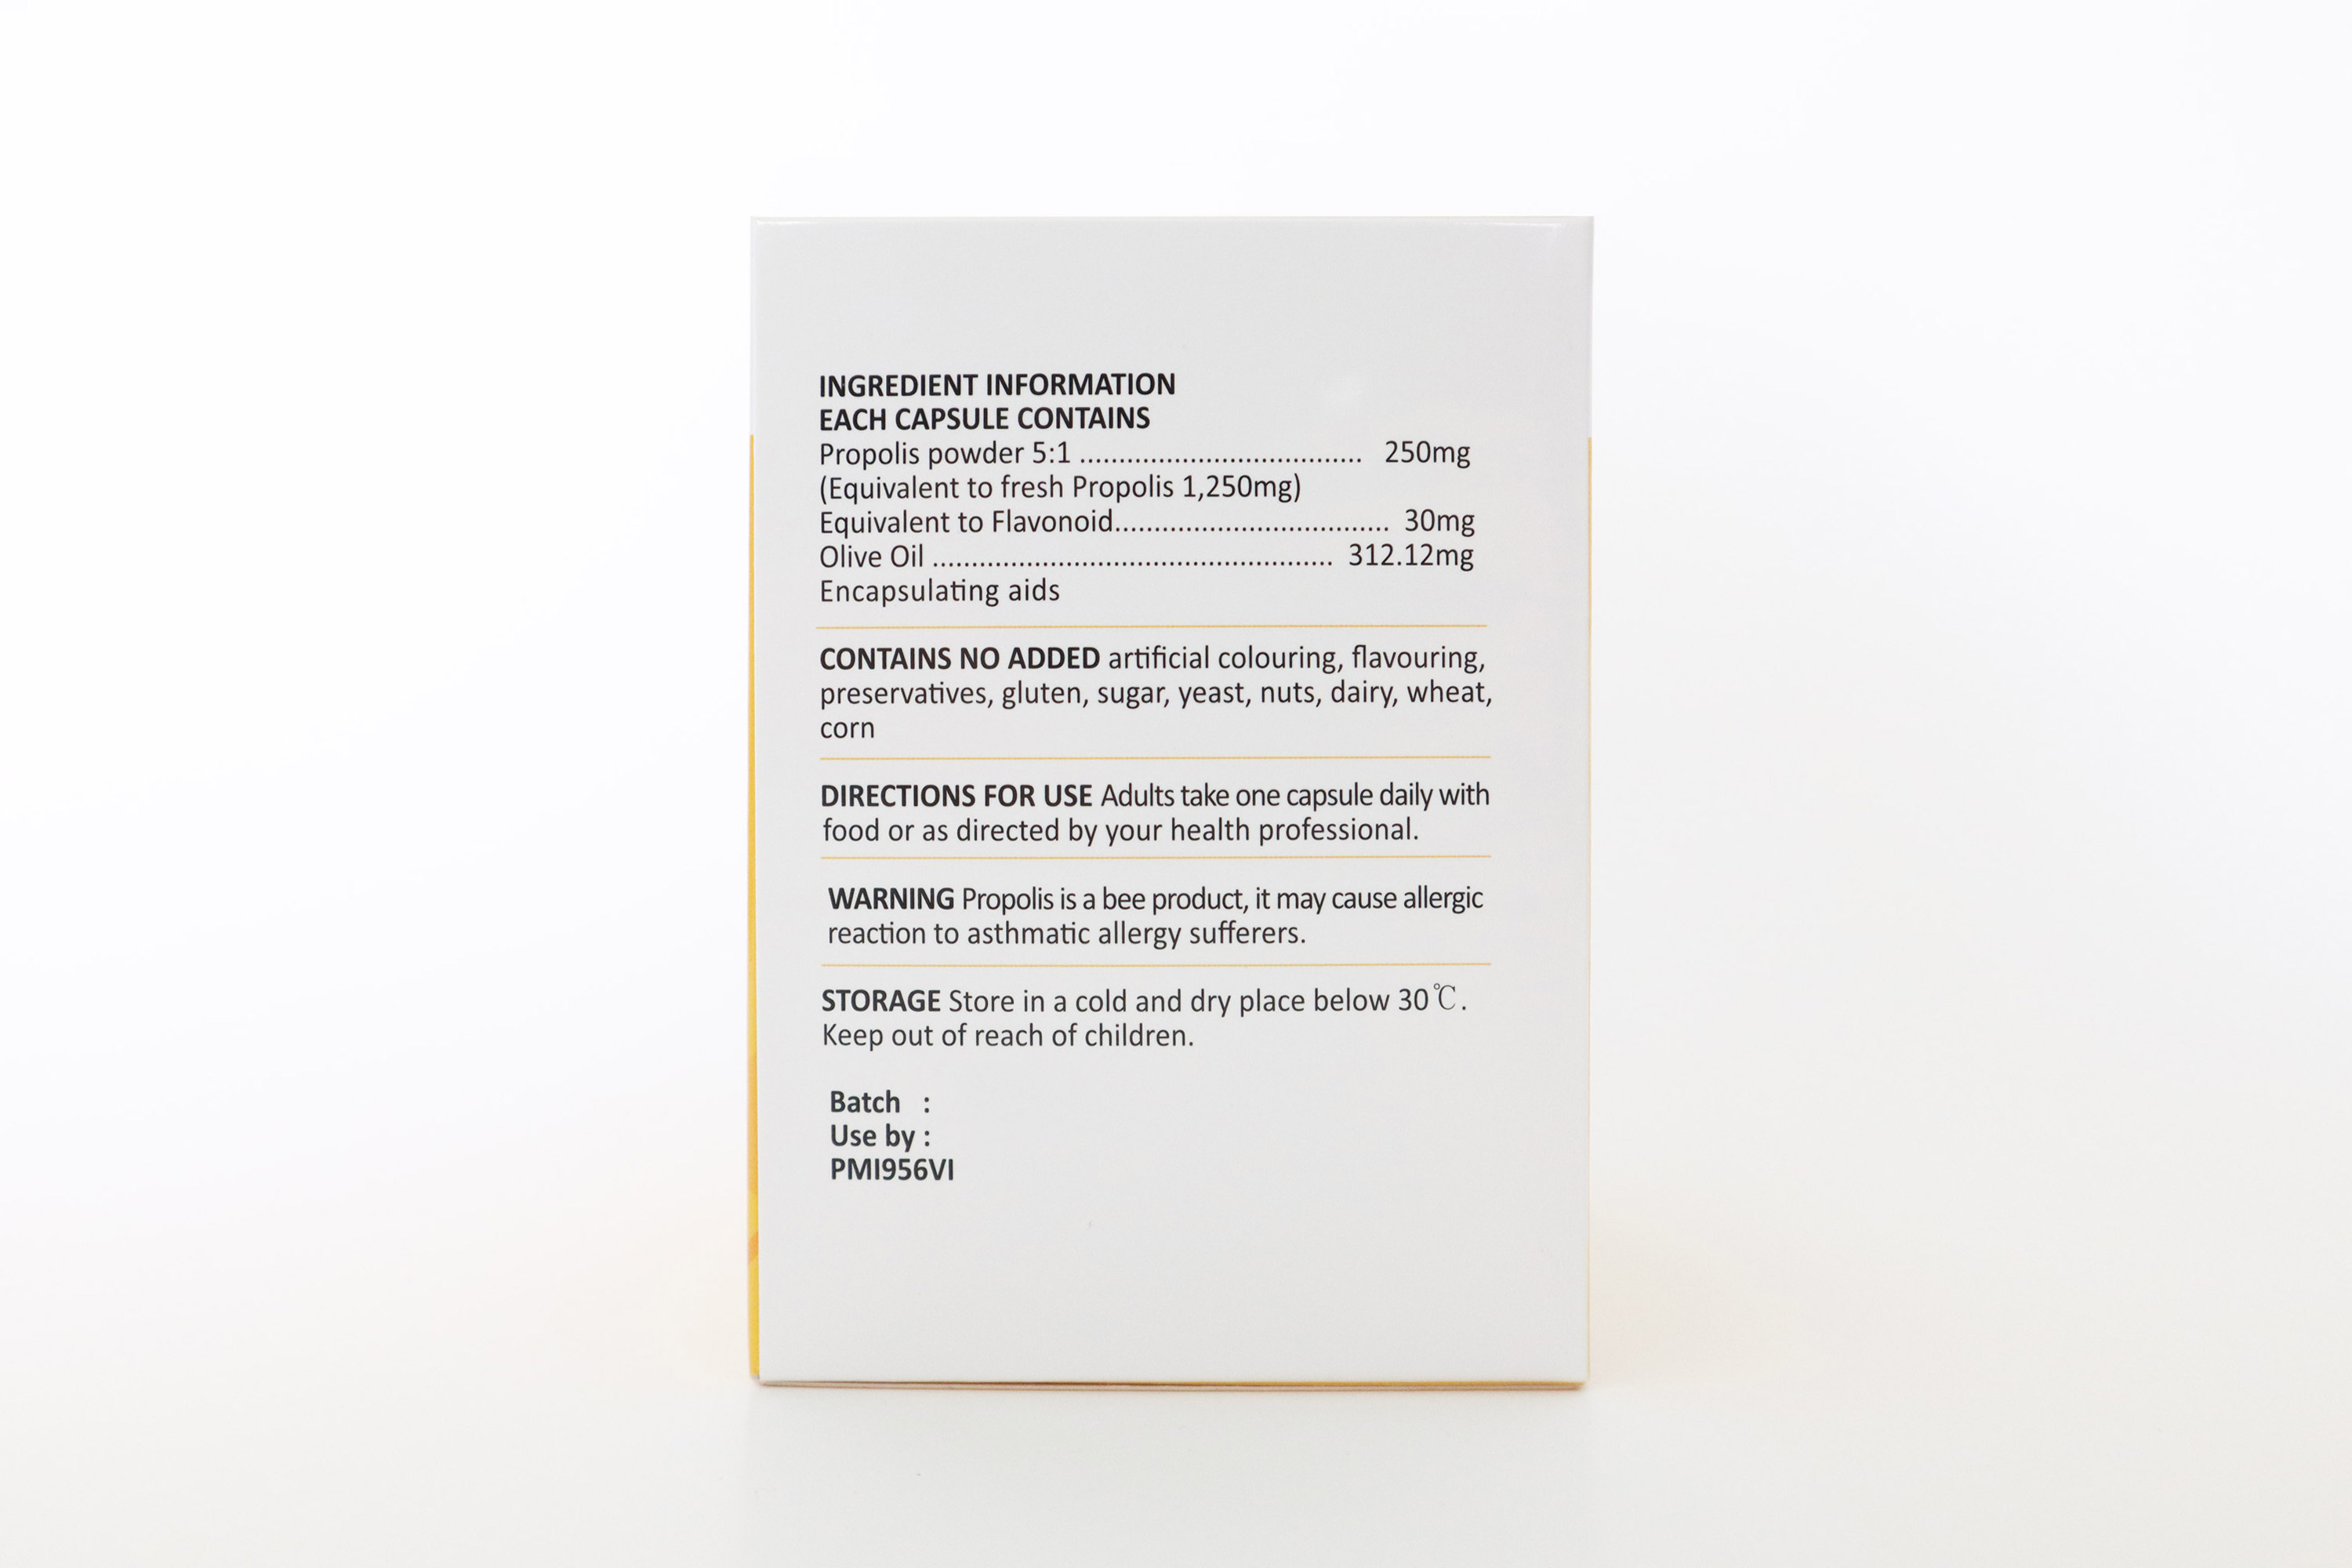 INGREDIENT INFORMATION
EACH CAPSULE CONTAINS
Propolis powder 5:1 .................................... 250mg
(Equivalent to fresh Propolis 1,250mg)
Equivalent to Flavonoid................................... 30mg
Olive Oil ................................................... 312.12mg
Encapsulating aids
CONTAINS NO ADDED artificial colouring, flavouring,
preservatives, gluten, sugar, yeast, nuts, dairy, wheat,
corn
DIRECTIONS FOR USE Adults take one capsule daily with
food or as directed by your health professional.
WARNING Propolis is a bee product, it may cause allergic
reaction to asthmatic allergy sufferers.
STORAGE Store in a cold and dry place below 30℃.
Keep out of reach of children.
Batch :
Use by :
PMI956VI